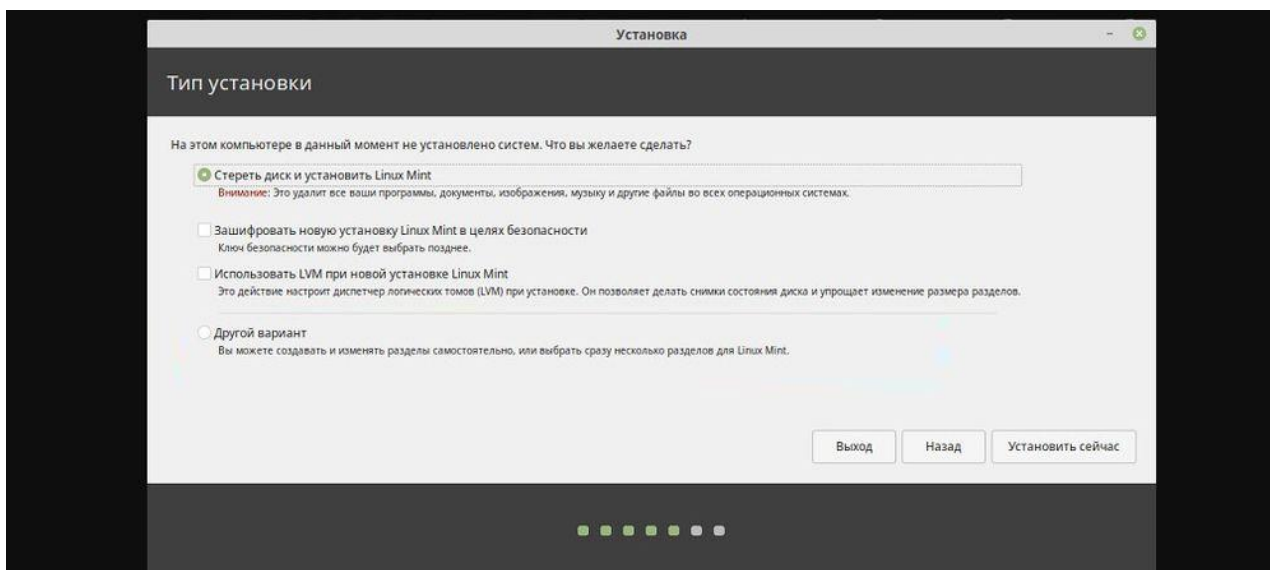 Установка
Тип установки
На этом компьютере в данный момент не установлено систем. Что вы желаете сделать?
Стереть диск и установить Linux Mint
Внимание: Это удалит все ваши программы, документы, изображения, музыку и другие файлы во всех операционных системах.
Зашифровать новую установку Linux Mint в целях безопасности
Ключ безопасности можно будет выбрать позднее.
Использовать LVM при новой установке Linux Mint
Это действие настроит диспетчер логических томов (LVM) при установке. Он позволяет делать снимки состояния диска и упрощает изменение размера разделов.
Другой вариант
Вы можете создавать и изменять разделы самостоятельно, или выбрать сразу несколько разделов для Linux Mint.
Выход Назад Установить сейчас